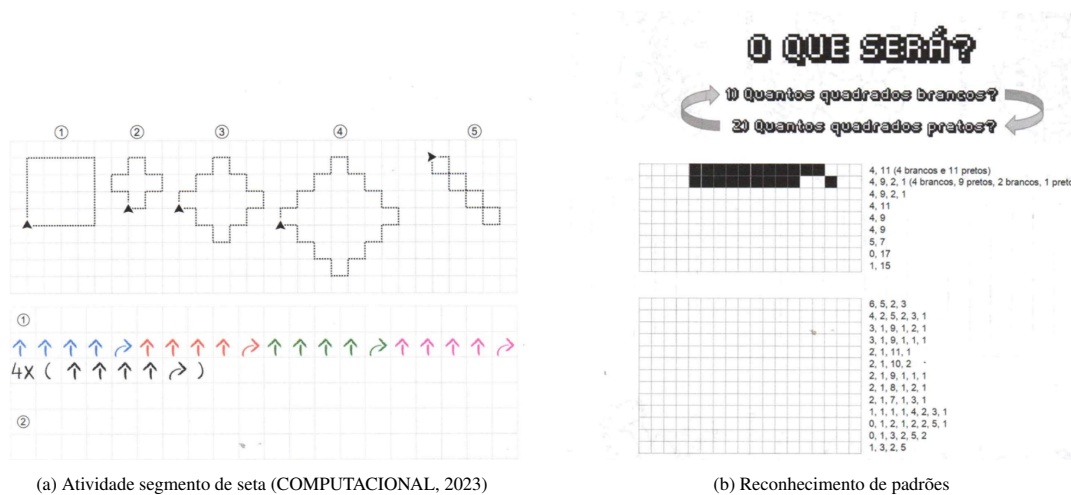 ① ② ③ ④ ⑤
①
4X ( ↑ ↑ ↑ ↑ )
②
(a) Atividade segmento de seta (COMPUTACIONAL, 2023)
O QUE SERÁ?
1) Quantos quadrados brancos?
2) Quantos quadrados pretos?
4, 11 (4 brancos e 11 pretos)
4, 9, 2, 1 (4 brancos, 9 pretos, 2 brancos, 1 preto
4, 9, 2, 1
4, 11
4, 9
4, 9
5, 7
0, 17
1, 15
6, 5, 2, 3
4, 2, 5, 2, 3, 1
3, 1, 9, 1, 2, 1
3, 1, 9, 1, 1, 1
2, 1, 11, 1
2, 1, 10, 2
2, 1, 9, 1, 1, 1
2, 1, 8, 1, 2, 1
2, 1, 7, 1, 3, 1
1, 1, 1, 1, 4, 2, 3, 1
0, 1, 2, 1, 2, 2, 5, 1
0, 1, 3, 2, 5, 2
1, 3, 2, 5
(b) Reconhecimento de padrões